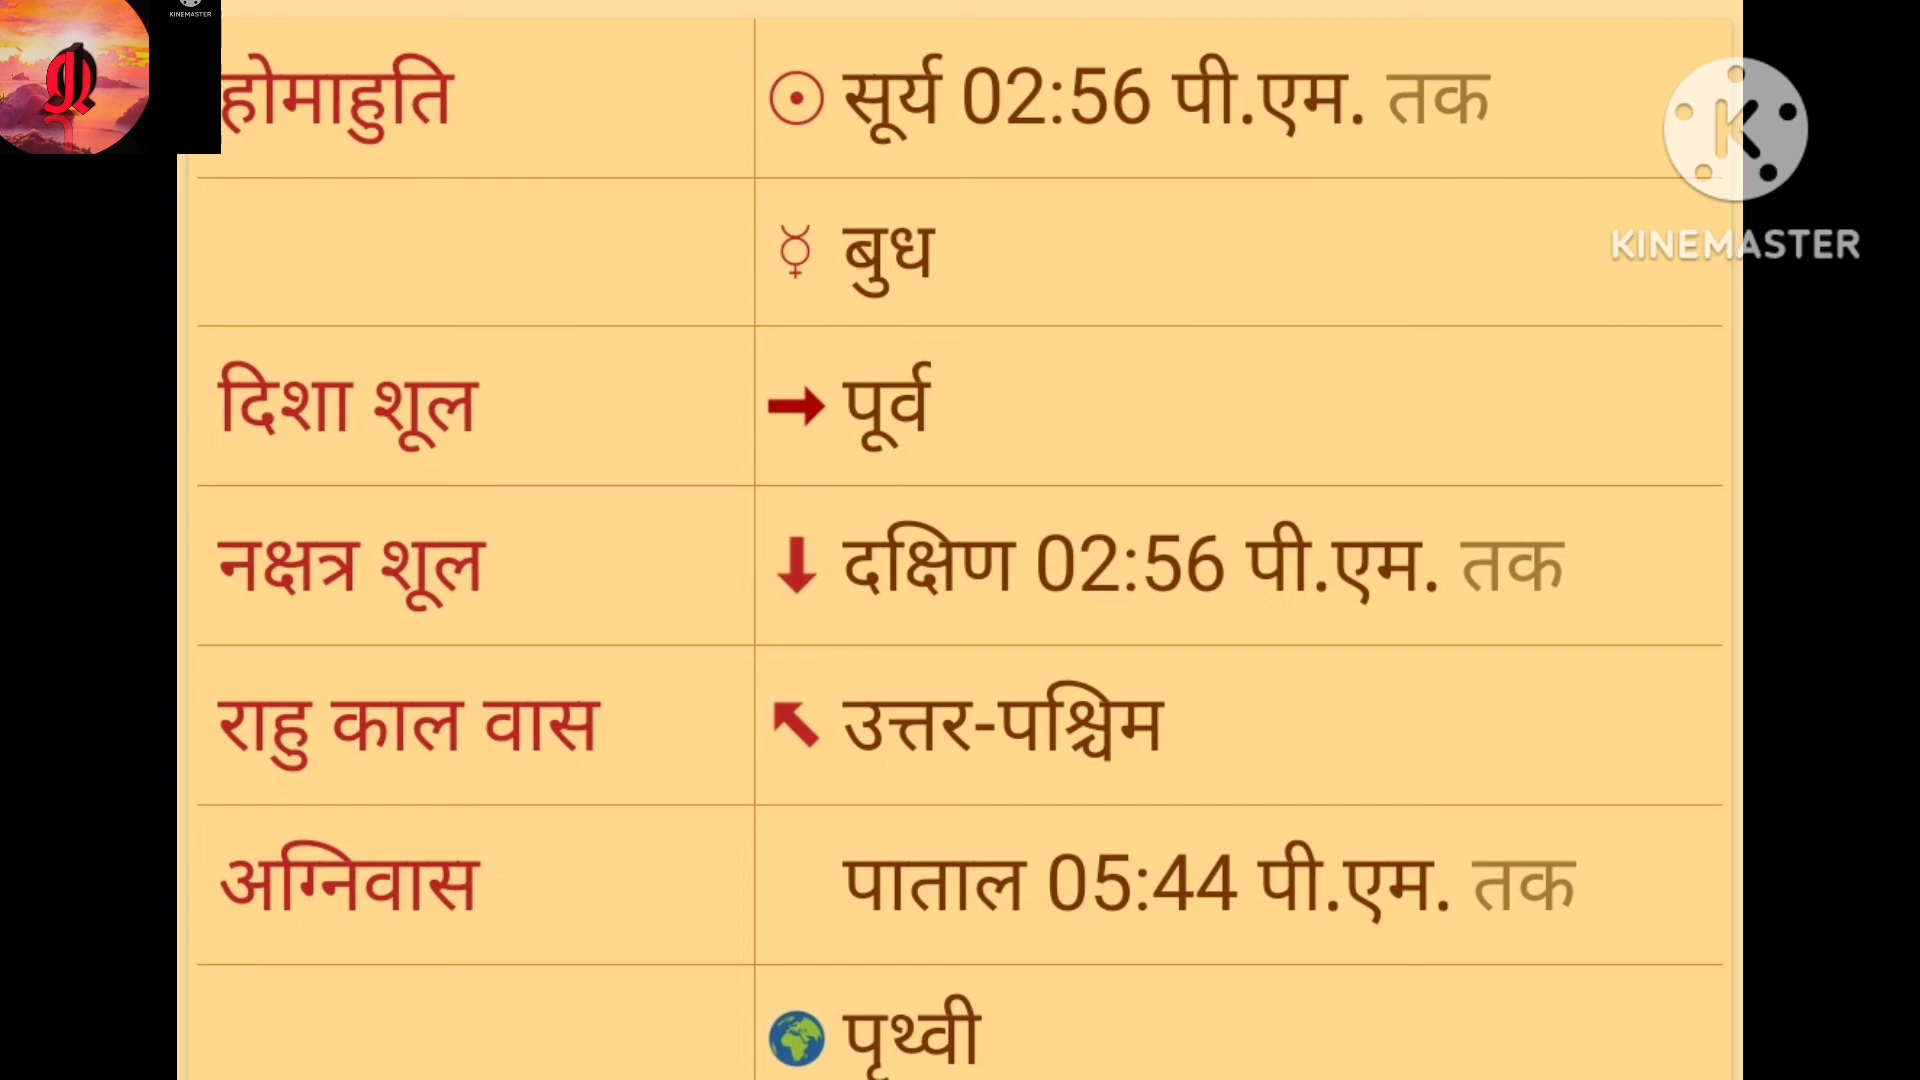 KINEMASTER
होमाहुति सूर्य 02:56 पी.एम. तक
KINEMASTER
बुध
दिशा शूल पूर्व
नक्षत्र शूल दक्षिण 02:56 पी.एम. तक
राहु काल वास उत्तर-पश्चिम
अग्निवास पाताल 05:44 पी.एम. तक
पृथ्वी